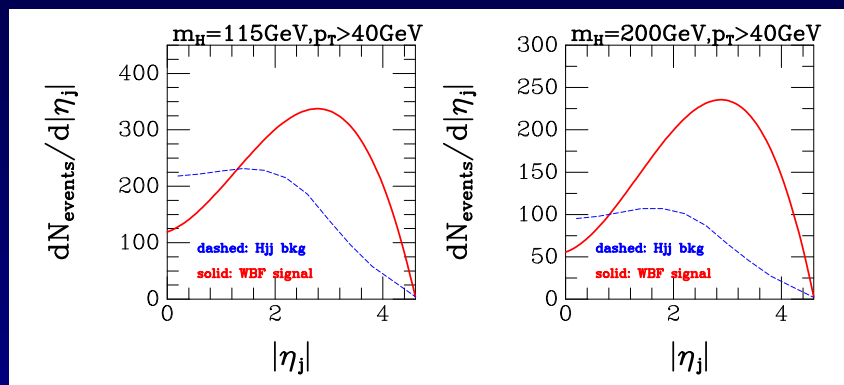 m_H=115GeV,p_T>40GeV
400
300
200
100
0
0
2
4
dN_events/d|η_j|
dashed: Hjj bkg
solid: WBF signal
|η_j|
m_H=200GeV,p_T>40GeV
300
250
200
150
100
50
0
0
2
4
dN_events/d|η_j|
dashed: Hjj bkg
solid: WBF signal
|η_j|